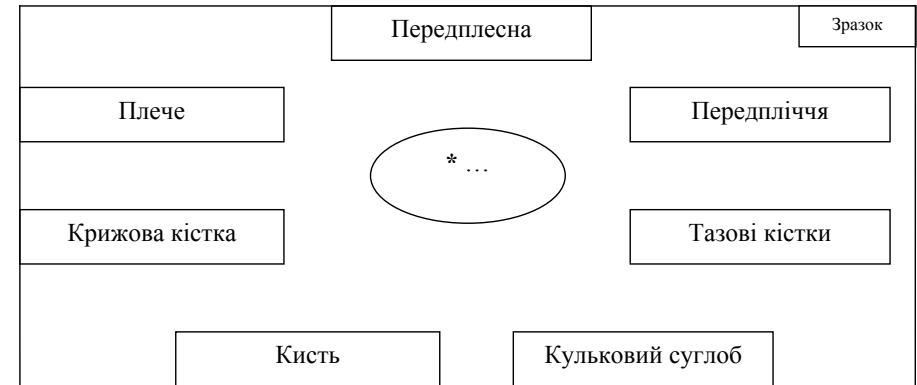 Передплесна
Зразок
Плече
Передпліччя
* …
Крижова кістка
Тазові кістки
Кисть
Кульковий суглоб